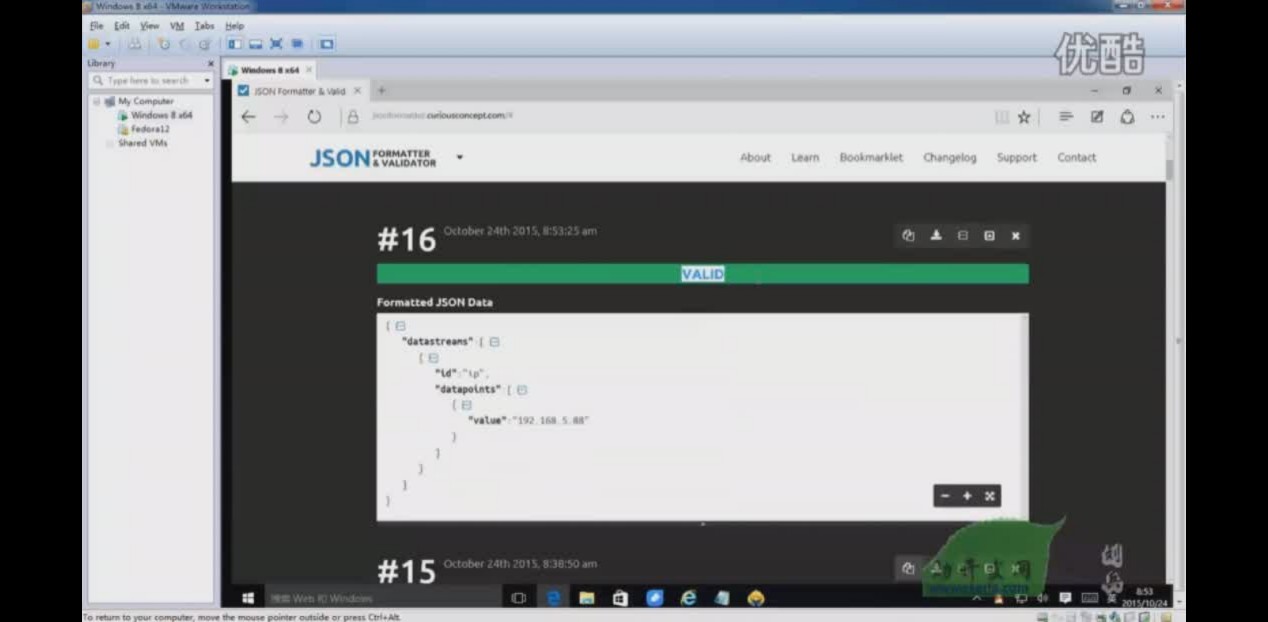 Windows 8 x64 - VMware Workstation
File Edit View VM Tabs Help
Library
Type here to search
My Computer
Windows 8 x64
Fedora12
Shared VMs
Windows 8 x64
JSON Formatter & Valid
jsonformatter.curiousconcept.com/#
优酷
JSON FORMATTER & VALIDATOR
About Learn Bookmarklet Changelog Support Contact
#16 October 24th 2015, 8:53:25 am
VALID
Formatted JSON Data
{
"datastreams":[
{
"id":"ip",
"datapoints":[
{
"value":"192.168.5.88"
}
]
}
]
}
#15 October 24th 2015, 8:38:50 am
搜索 Web 和 Windows
英
8:53
2015/10/24
To return to your computer, move the mouse pointer outside or press Ctrl+Alt.